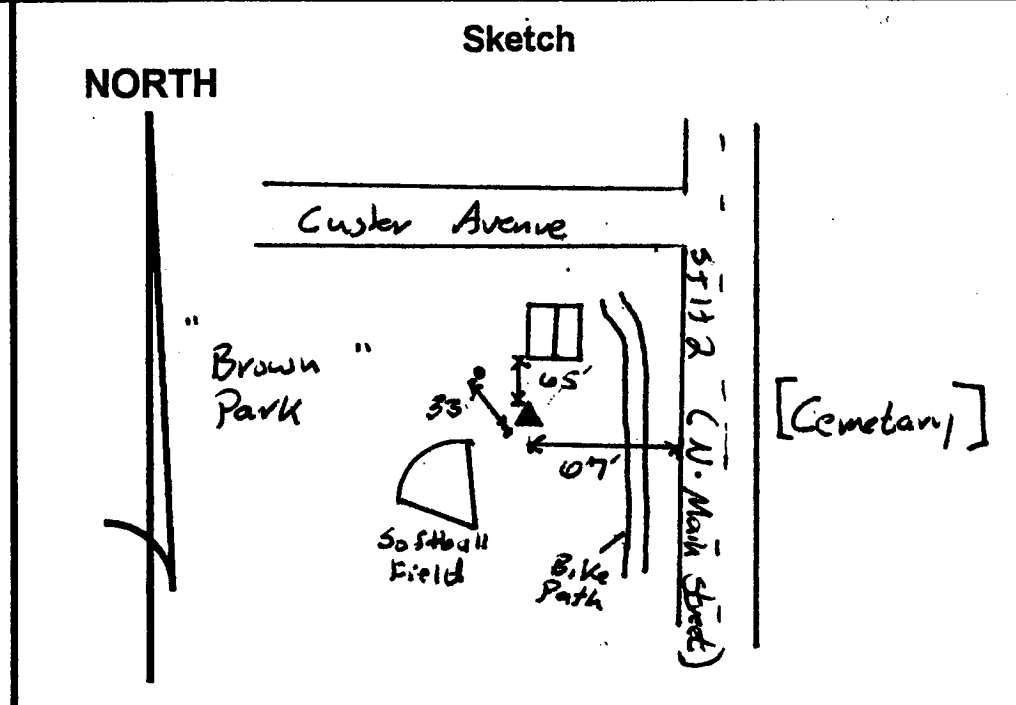 Sketch
NORTH
Custer Avenue
" Brown "
Park
65'
33'
67'
[Cemetary]
Softball
Field
Bike
Path
(N. Main Street)